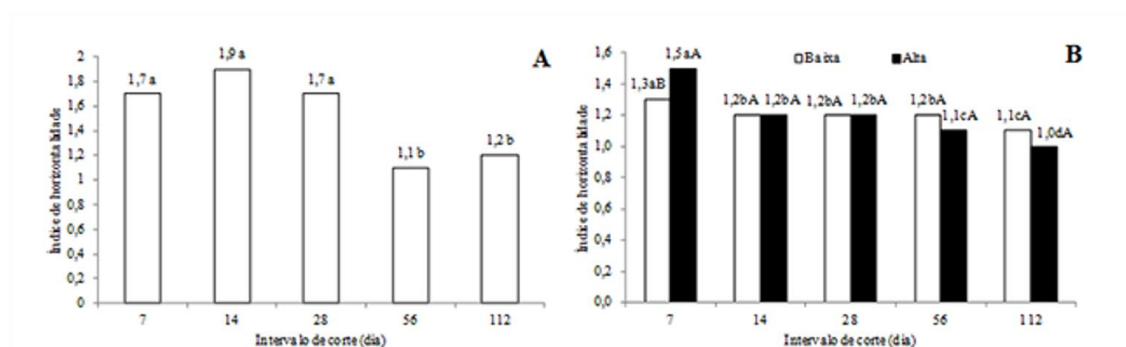 A
Índice de horizontalidade
2
1,8
1,6
1,4
1,2
1
0,8
0,6
0,4
0,2
0
1,7 a
1,9 a
1,7 a
1,1 b
1,2 b
7 14 28 56 112
Intervalo de corte (dia)
B
Baixa Alta
Índice de horizontalidade
1,6
1,4
1,2
1,0
0,8
0,6
0,4
0,2
0,0
1,3aB 1,5aA
1,2bA 1,2bA
1,2bA 1,2bA
1,2bA 1,1cA
1,1cA 1,0dA
7 14 28 56 112
Intervalo de corte (dia)